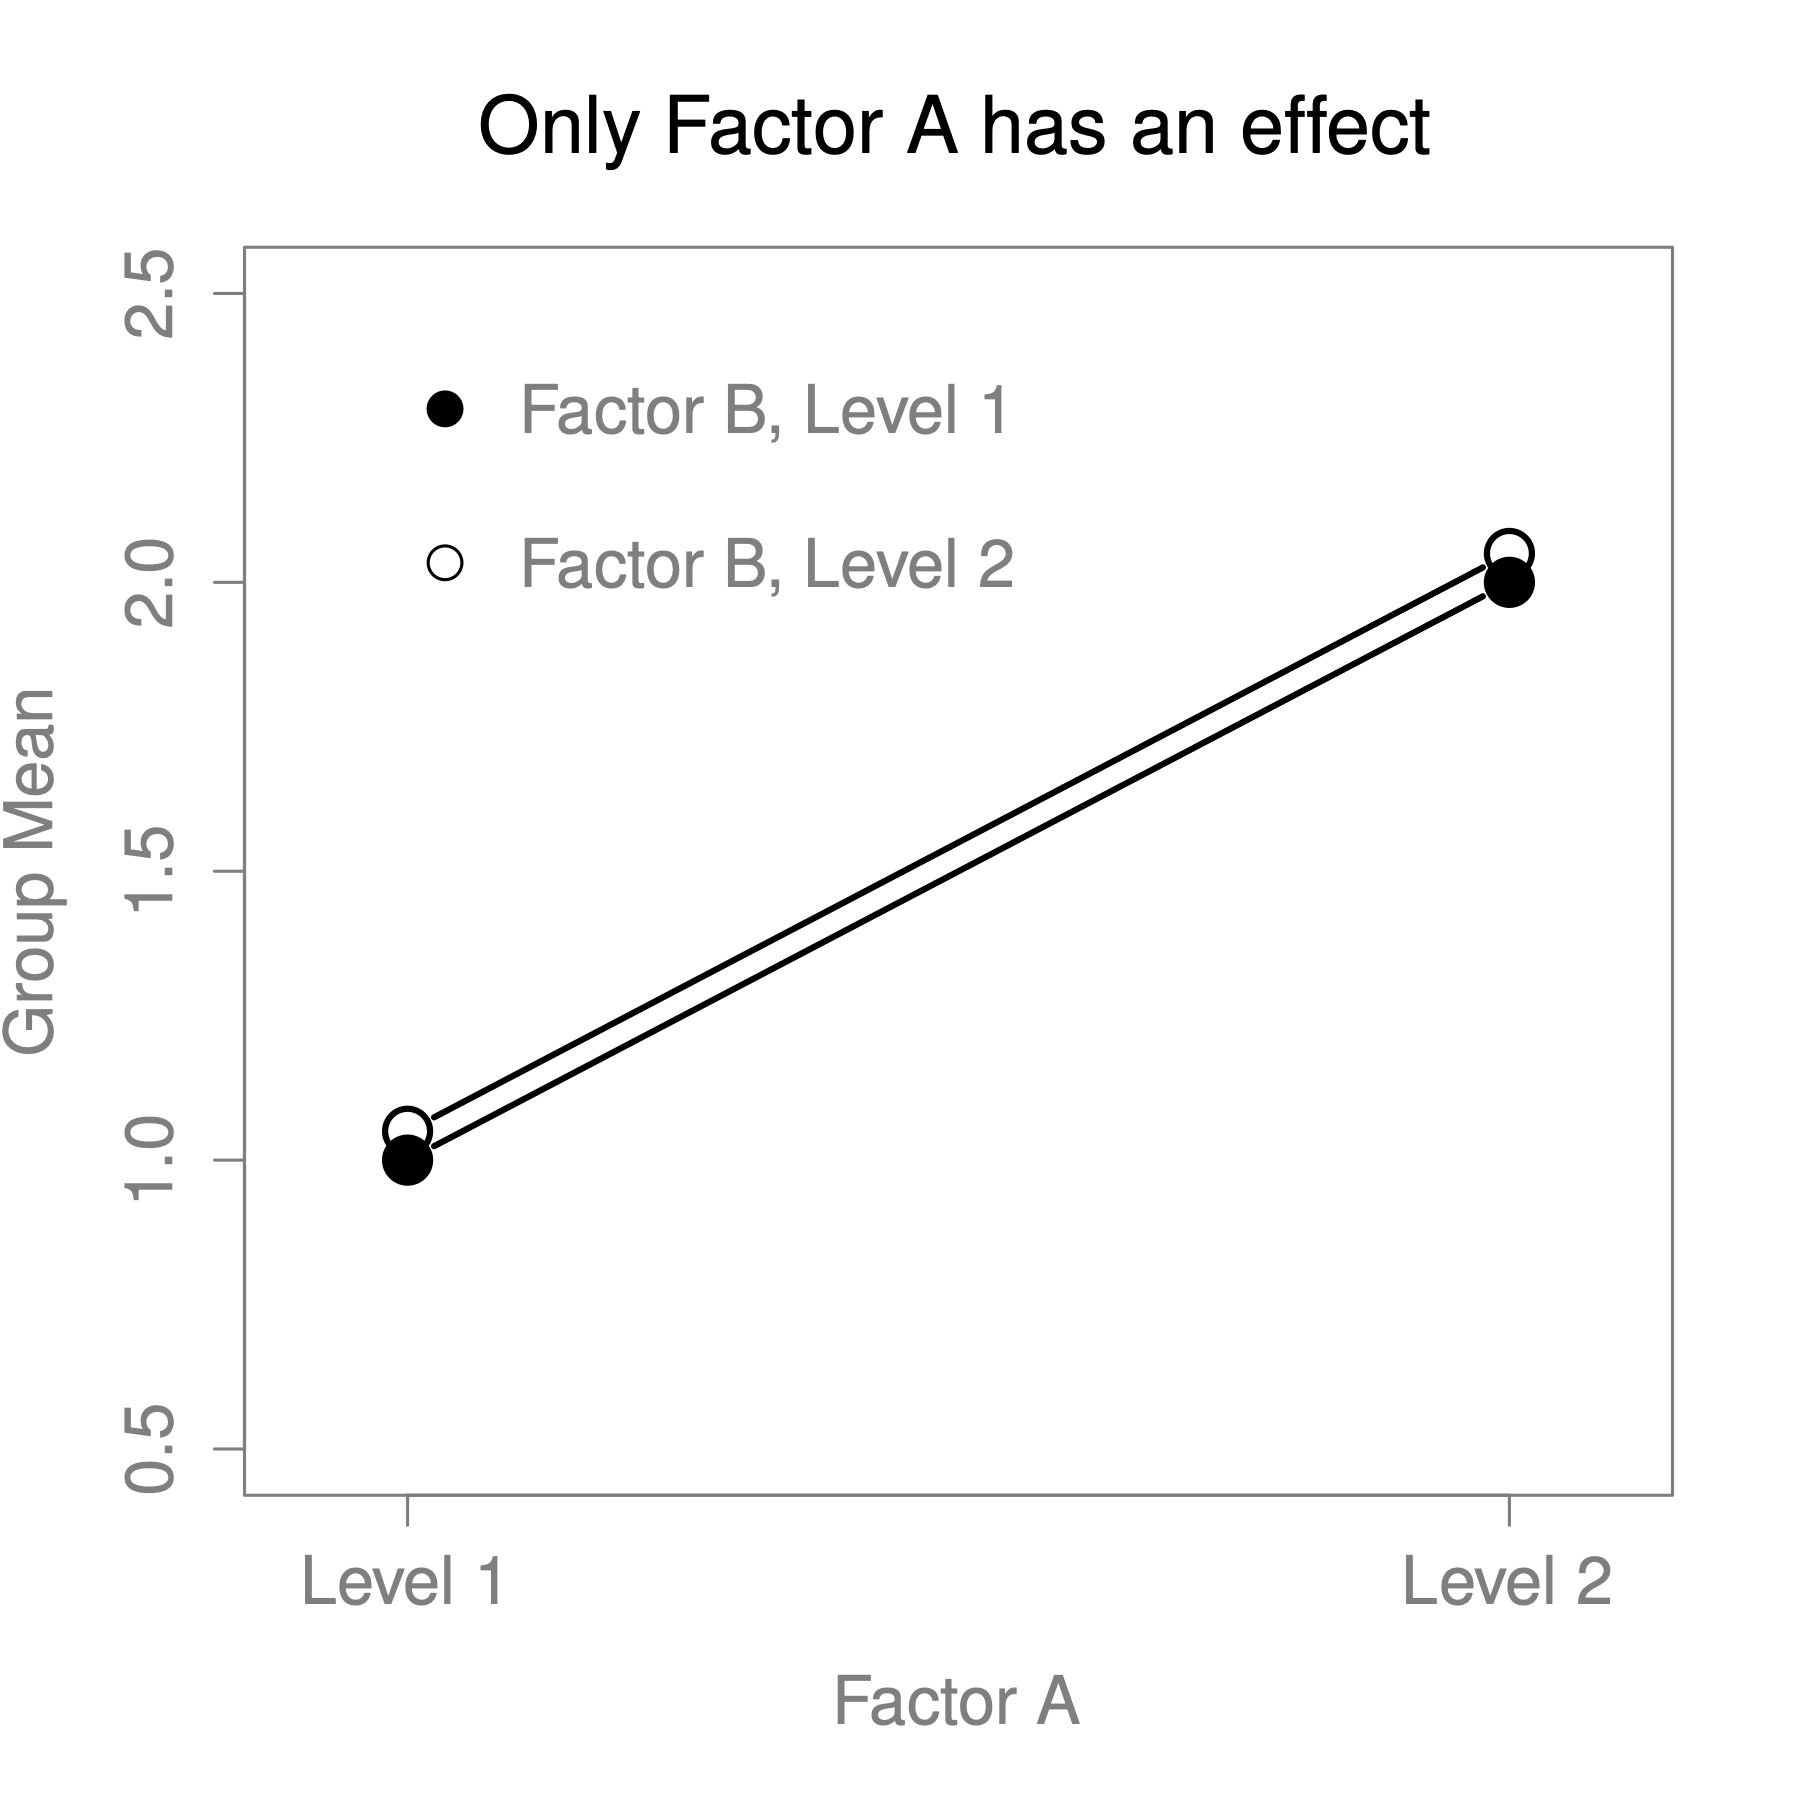 Only Factor A has an effect
2.5
Factor B, Level 1
Factor B, Level 2
2.0
Group Mean
1.5
1.0
0.5
Level 1
Level 2
Factor A